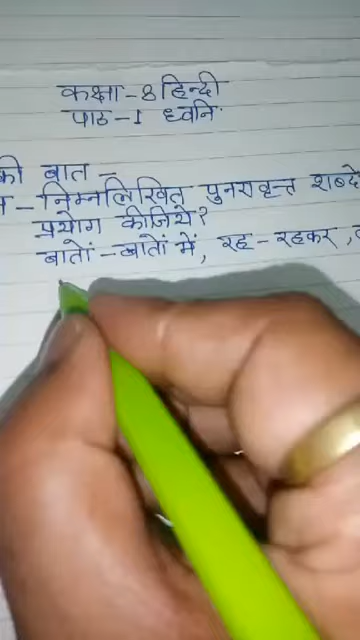 कक्षा-8 हिन्दी
पाठ-1 ध्वनि
की बात -
निम्नलिखित पुनरावृत्त शब्दों
प्रयोग कीजिये?
बातों-बातों में, रह-रहकर,